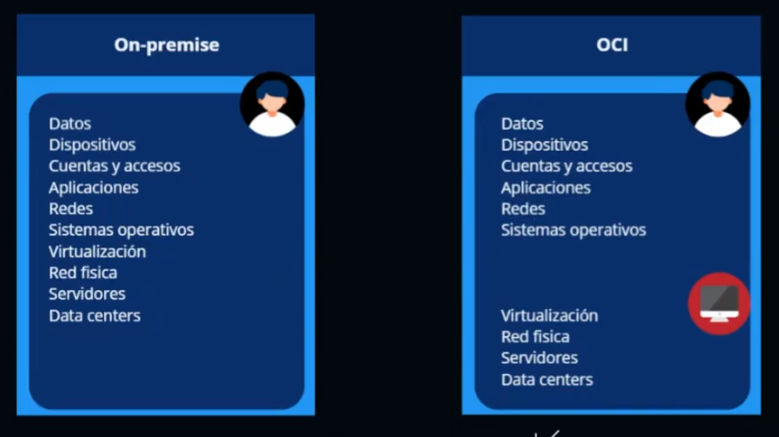 On-premise
Datos
Dispositivos
Cuentas y accesos
Aplicaciones
Redes
Sistemas operativos
Virtualización
Red fisica
Servidores
Data centers
OCI
Datos
Dispositivos
Cuentas y accesos
Aplicaciones
Redes
Sistemas operativos
Virtualización
Red fisica
Servidores
Data centers